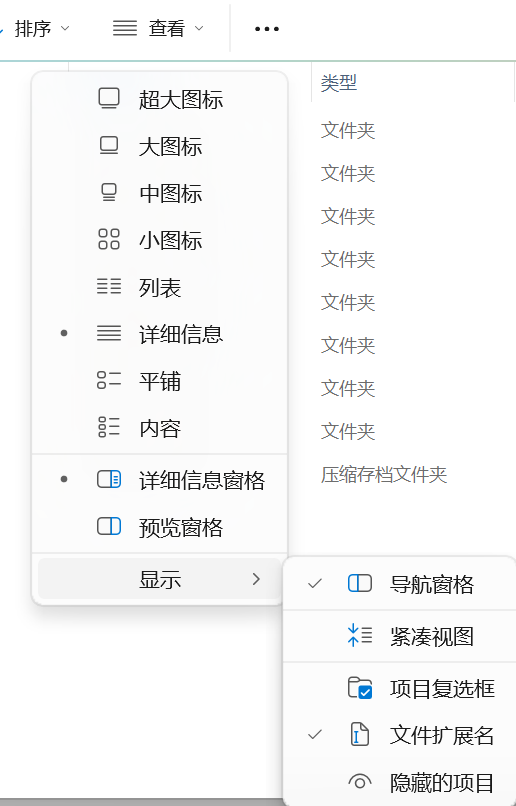 排序
查看
类型
超大图标
文件夹
大图标
文件夹
中图标
文件夹
小图标
文件夹
列表
文件夹
详细信息
文件夹
平铺
文件夹
内容
文件夹
详细信息窗格
压缩存档文件夹
预览窗格
显示
导航窗格
紧凑视图
项目复选框
文件扩展名
隐藏的项目